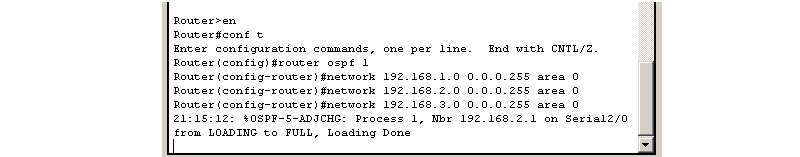 Router>en
Router#conf t
Enter configuration commands, one per line.  End with CNTL/Z.
Router(config)#router ospf 1
Router(config-router)#network 192.168.1.0 0.0.0.255 area 0
Router(config-router)#network 192.168.2.0 0.0.0.255 area 0
Router(config-router)#network 192.168.3.0 0.0.0.255 area 0
21:15:12: %OSPF-5-ADJCHG: Process 1, Nbr 192.168.2.1 on Serial2/0
from LOADING to FULL, Loading Done